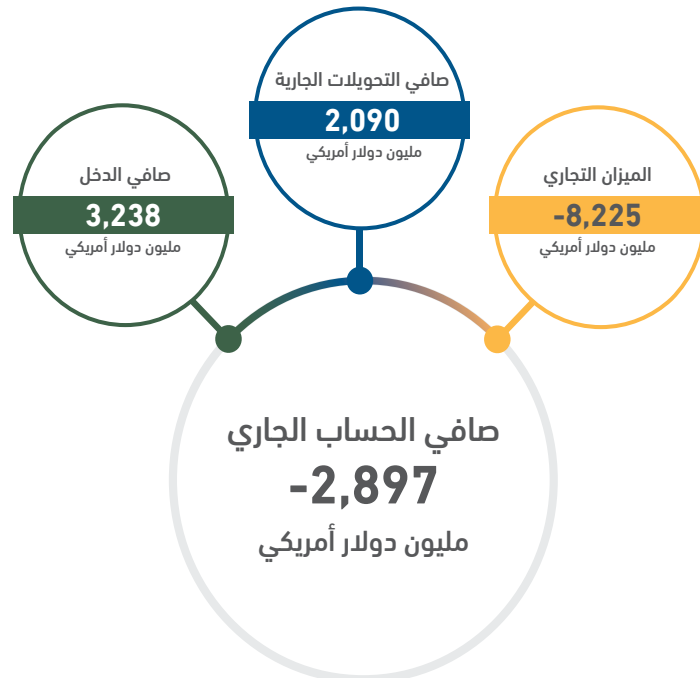 صافي التحويلات الجارية
2,090
مليون دولار أمريكي
الميزان التجاري
-8,225
مليون دولار أمريكي
صافي الدخل
3,238
مليون دولار أمريكي
صافي الحساب الجاري
-2,897
مليون دولار أمريكي